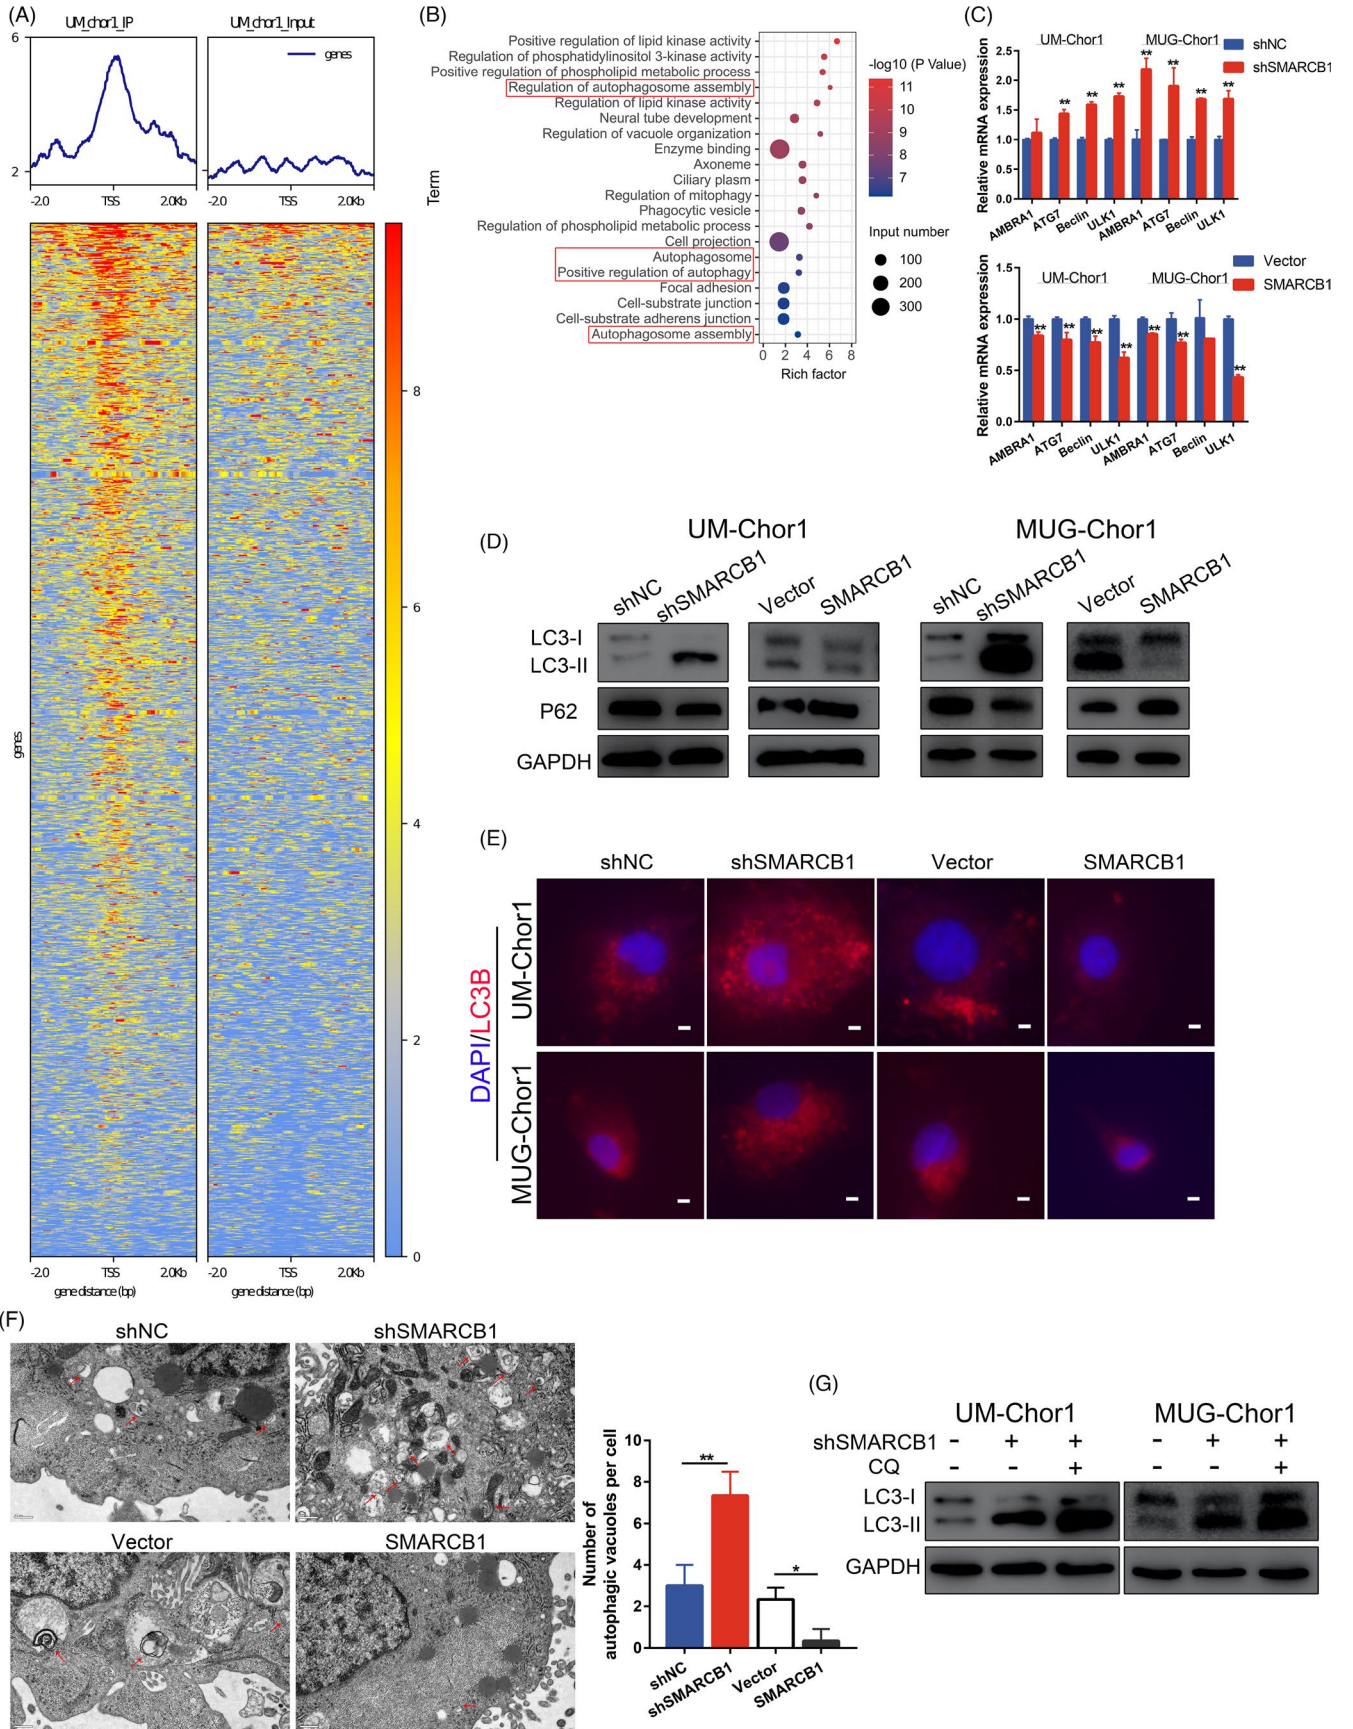 (A)
UM_chor1_IP
UM_chor1_Input
6
2
genes
-2.0
TSS
2.0Kb
-2.0
TSS
2.0Kb
genes
8
6
4
2
0
-2.0
TSS
2.0Kb
-2.0
TSS
2.0Kb
gene distance (bp)
gene distance (bp)
(B)
Term
Positive regulation of lipid kinase activity
Regulation of phosphatidylinositol 3-kinase activity
Positive regulation of phospholipid metabolic process
Regulation of autophagosome assembly
Regulation of lipid kinase activity
Neural tube development
Regulation of vacuole organization
Enzyme binding
Axoneme
Ciliary plasm
Regulation of mitophagy
Phagocytic vesicle
Regulation of phospholipid metabolic process
Cell projection
Autophagosome
Positive regulation of autophagy
Focal adhesion
Cell-substrate junction
Cell-substrate adherens junction
Autophagosome assembly
0 2 4 6 8
Rich factor
-log10 (P Value)
11
10
9
8
7
Input number
100
200
300
(C)
Relative mRNA expression
2.5
2.0
1.5
1.0
0.5
0.0
UM-Chor1
MUG-Chor1
shNC
shSMARCB1
** ** ** ** ** ** **
AMBRA1 ATG7 Beclin ULK1 AMBRA1 ATG7 Beclin ULK1
Relative mRNA expression
1.5
1.0
0.5
0.0
UM-Chor1
MUG-Chor1
Vector
SMARCB1
** ** ** ** ** ** **
AMBRA1 ATG7 Beclin ULK1 AMBRA1 ATG7 Beclin ULK1
(D)
UM-Chor1
MUG-Chor1
shNC shSMARCB1 Vector SMARCB1 shNC shSMARCB1 Vector SMARCB1
LC3-I
LC3-II
P62
GAPDH
(E)
shNC shSMARCB1 Vector SMARCB1
DAPI/LC3B
UM-Chor1
MUG-Chor1
(F)
shNC
shSMARCB1
Vector
SMARCB1
Number of
autophagic vacuoles per cell
10
8
6
4
2
0
**
*
shNC shSMARCB1 Vector SMARCB1
(G)
UM-Chor1
MUG-Chor1
shSMARCB1 - + + - + +
CQ - - + - - +
LC3-I
LC3-II
GAPDH